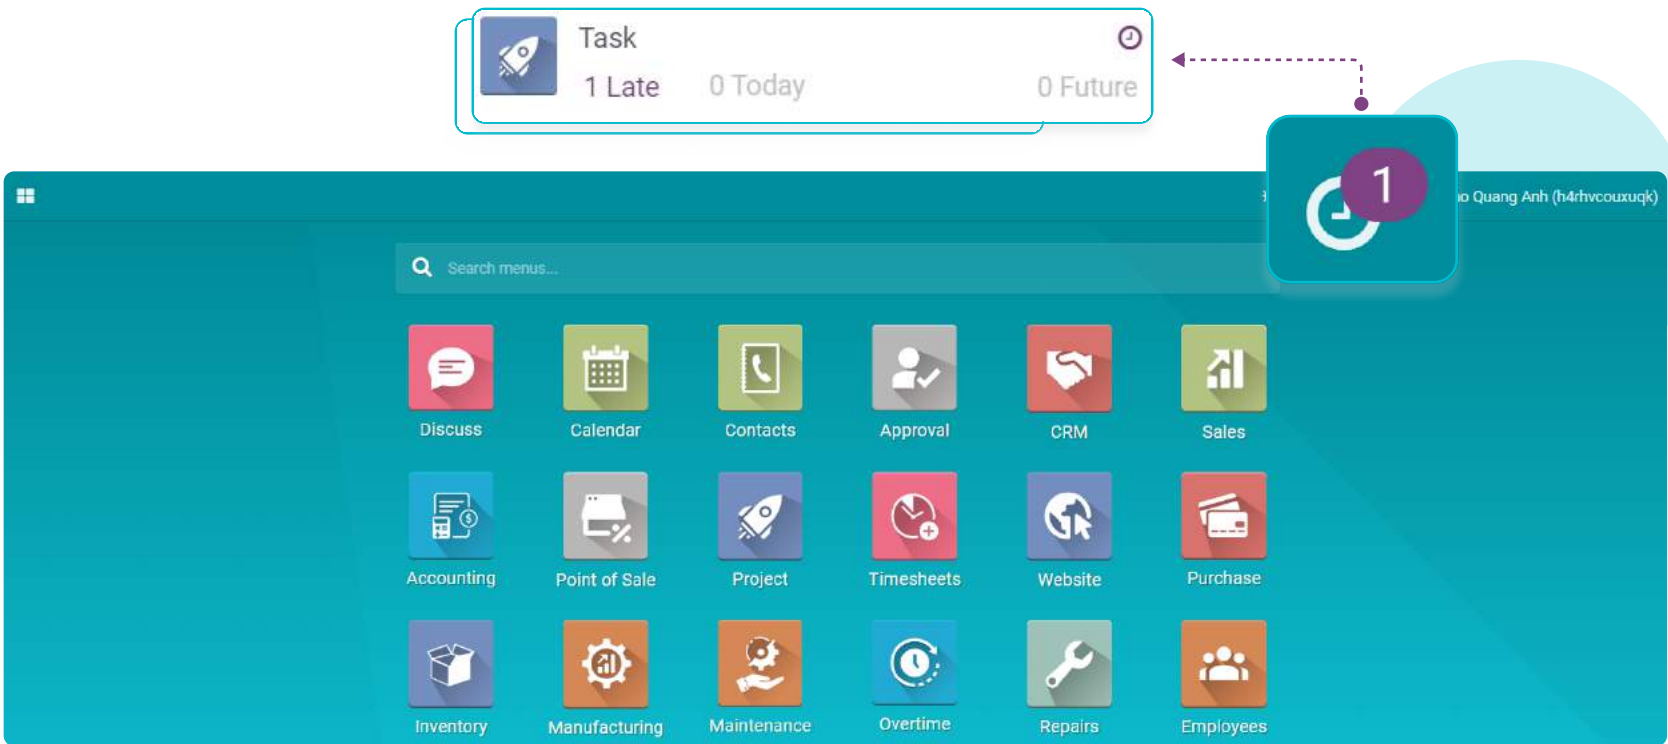 Task
1 Late 0 Today 0 Future
1
Quang Anh (h4rhvcouxuqk)
Search menus...
Discuss Calendar Contacts Approval CRM Sales
Accounting Point of Sale Project Timesheets Website Purchase
Inventory Manufacturing Maintenance Overtime Repairs Employees